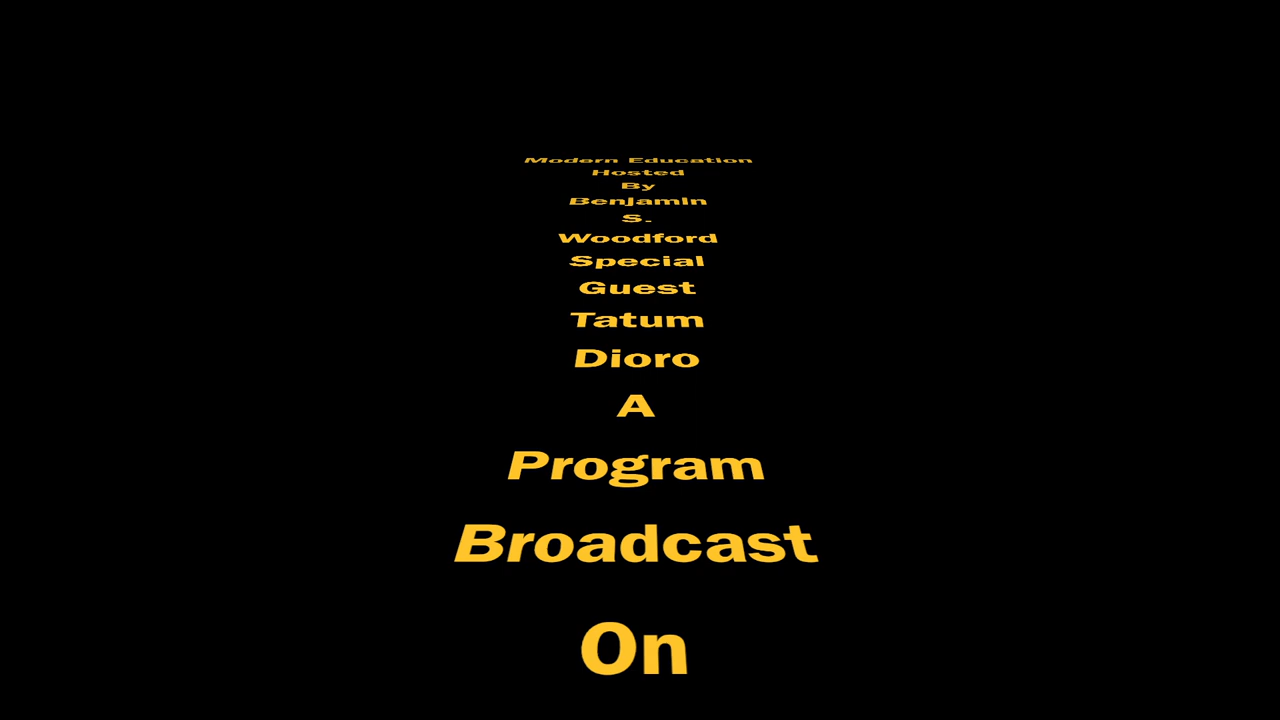 Modern Education
Hosted
By
Benjamin
S.
Woodford
Special
Guest
Tatum
Dioro
A
Program
Broadcast
On